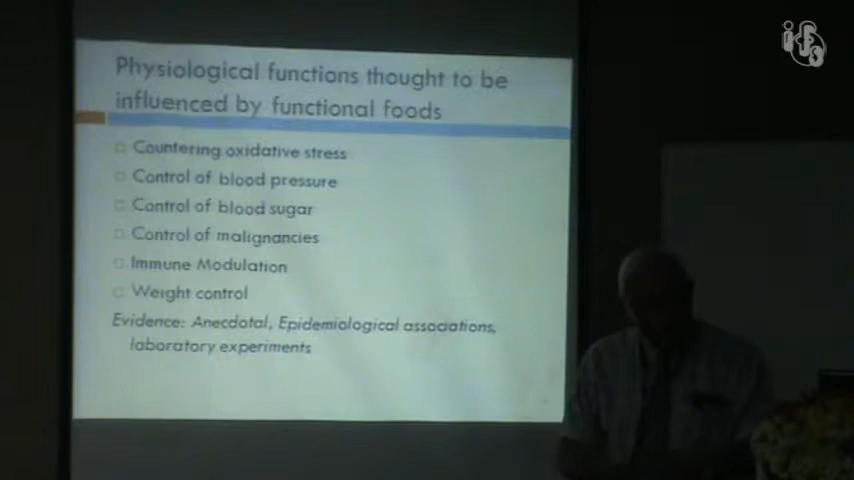 Physiological functions thought to be
influenced by functional foods
Countering oxidative stress
Control of blood pressure
Control of blood sugar
Control of malignancies
Immune Modulation
Weight control
Evidence: Anecdotal, Epidemiological associations,
laboratory experiments